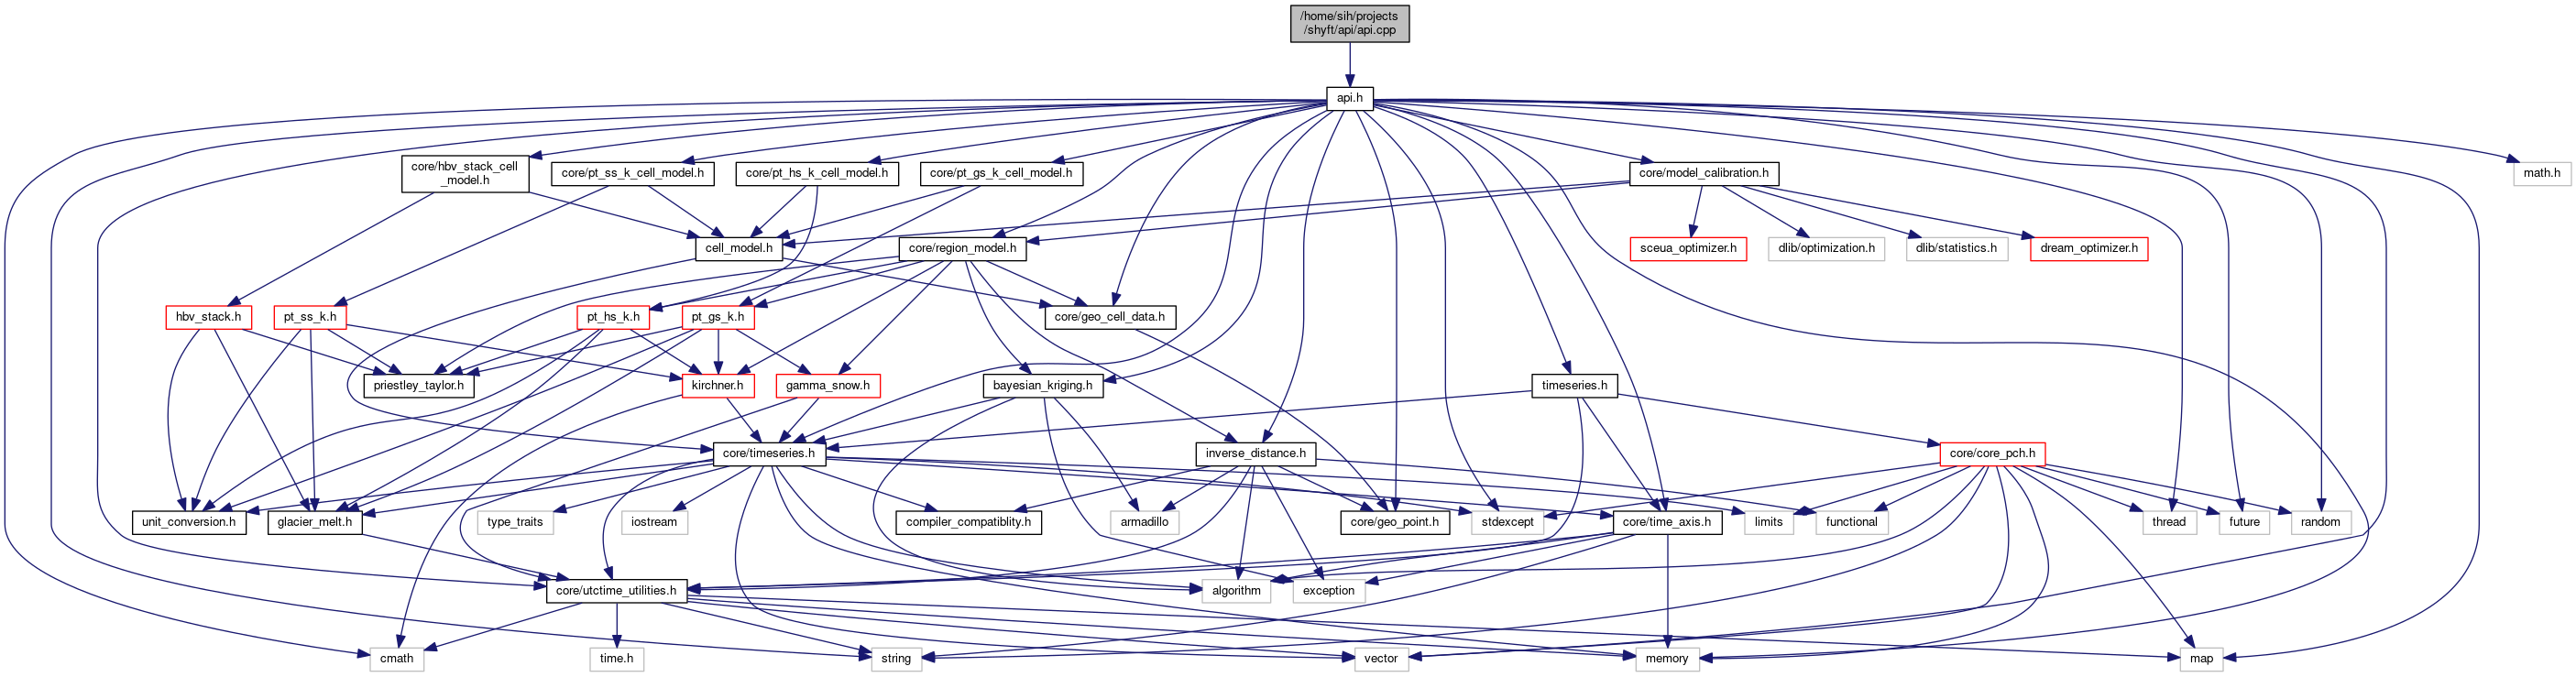 /home/sih/projects
/shyft/api/api.cpp
api.h
core/hbv_stack_cell
_model.h
core/pt_ss_k_cell_model.h
core/pt_hs_k_cell_model.h
core/pt_gs_k_cell_model.h
core/model_calibration.h
math.h
cell_model.h
core/region_model.h
sceua_optimizer.h
dlib/optimization.h
dlib/statistics.h
dream_optimizer.h
hbv_stack.h
pt_ss_k.h
pt_hs_k.h
pt_gs_k.h
core/geo_cell_data.h
priestley_taylor.h
kirchner.h
gamma_snow.h
bayesian_kriging.h
timeseries.h
core/timeseries.h
inverse_distance.h
core/core_pch.h
unit_conversion.h
glacier_melt.h
type_traits
iostream
compiler_compatiblity.h
armadillo
core/geo_point.h
stdexcept
core/time_axis.h
limits
functional
thread
future
random
core/utctime_utilities.h
algorithm
exception
cmath
time.h
string
vector
memory
map